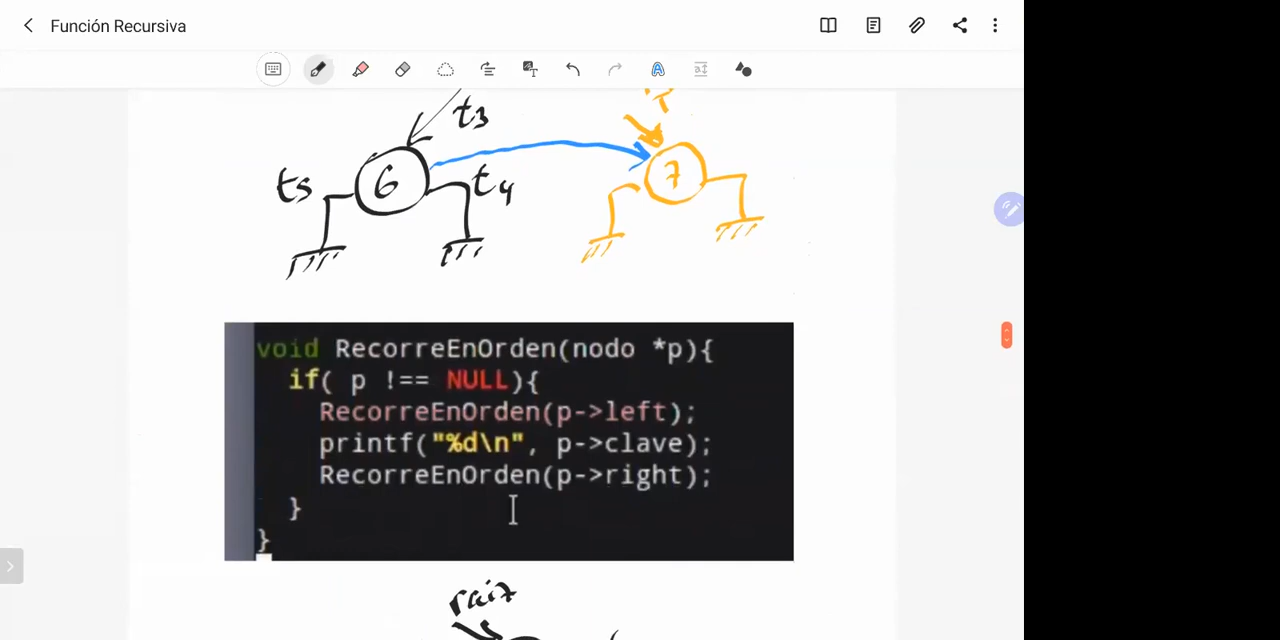 Función Recursiva
t3
T
t5
6
t4
7
void RecorreEnOrden(nodo *p){
if( p !== NULL){
RecorreEnOrden(p->left);
printf("%d\n", p->clave);
RecorreEnOrden(p->right);
}
}
raiz